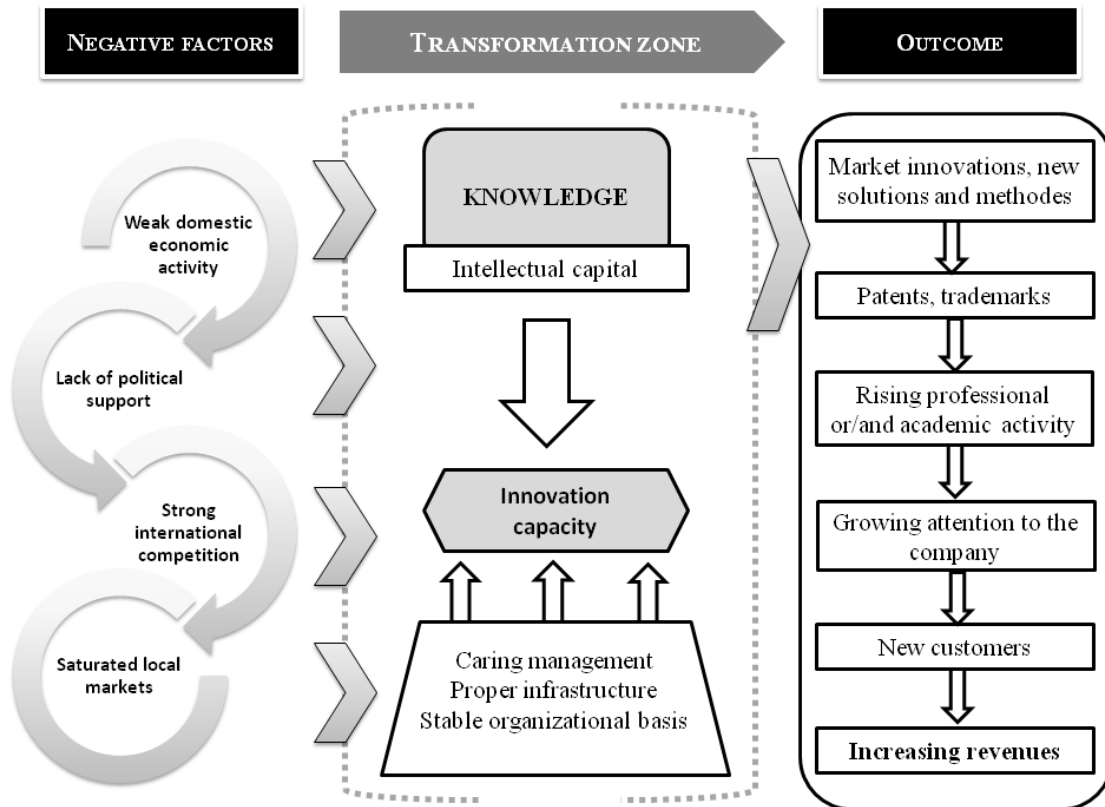 NEGATIVE FACTORS
TRANSFORMATION ZONE
OUTCOME
Weak domestic
economic
activity
Lack of political
support
Strong
international
competition
Saturated local
markets
KNOWLEDGE
Intellectual capital
Innovation
capacity
Caring management
Proper infrastructure
Stable organizational basis
Market innovations, new
solutions and methodes
Patents, trademarks
Rising professional
or/and academic activity
Growing attention to the
company
New customers
Increasing revenues